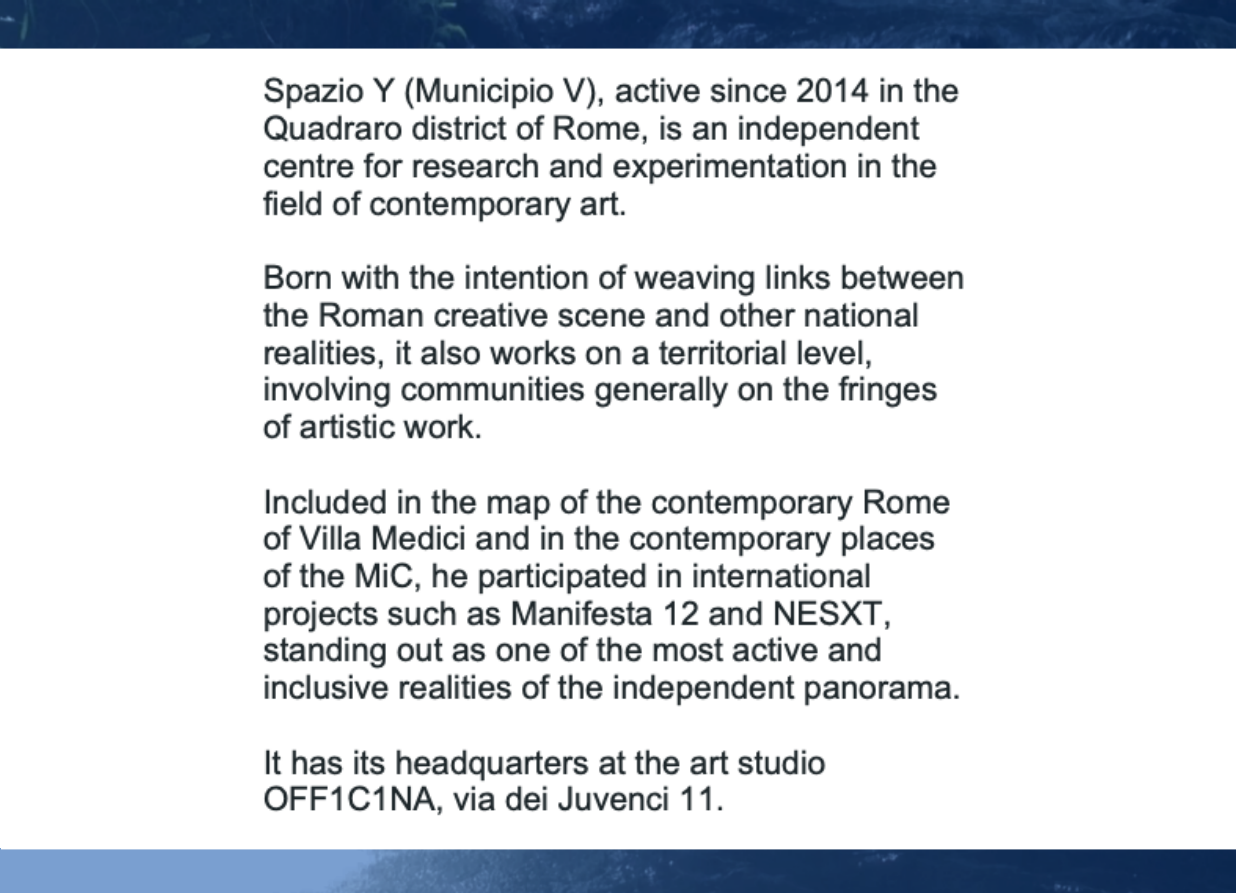 Spazio Y (Municipio V), active since 2014 in the
Quadraro district of Rome, is an independent
centre for research and experimentation in the
field of contemporary art.
Born with the intention of weaving links between
the Roman creative scene and other national
realities, it also works on a territorial level,
involving communities generally on the fringes
of artistic work.
Included in the map of the contemporary Rome
of Villa Medici and in the contemporary places
of the MiC, he participated in international
projects such as Manifesta 12 and NESXT,
standing out as one of the most active and
inclusive realities of the independent panorama.
It has its headquarters at the art studio
OFF1C1NA, via dei Juvenci 11.